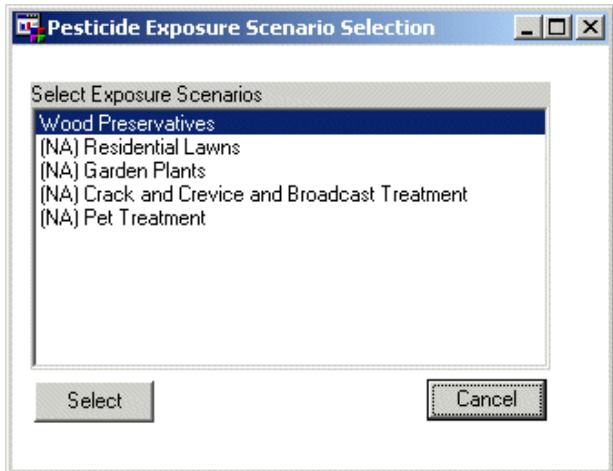 Pesticide Exposure Scenario Selection
Select Exposure Scenarios
Wood Preservatives
(NA) Residential Lawns
(NA) Garden Plants
(NA) Crack and Crevice and Broadcast Treatment
(NA) Pet Treatment
Select
Cancel